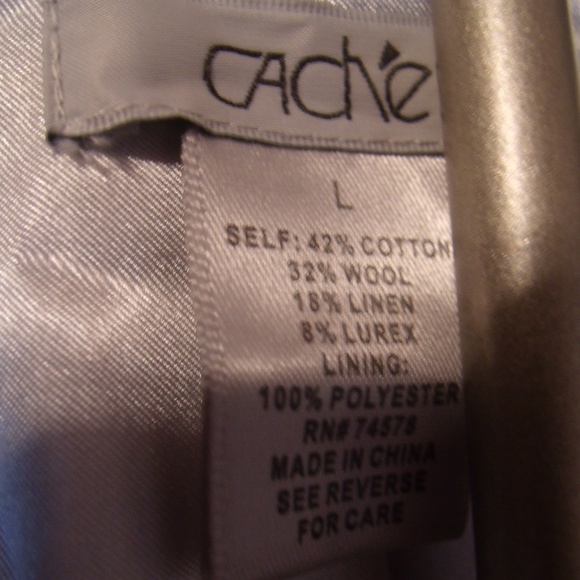 CAché
L
SELF: 42% COTTON
32% WOOL
18% LINEN
8% LUREX
LINING:
100% POLYESTER
RN# 74578
MADE IN CHINA
SEE REVERSE
FOR CARE